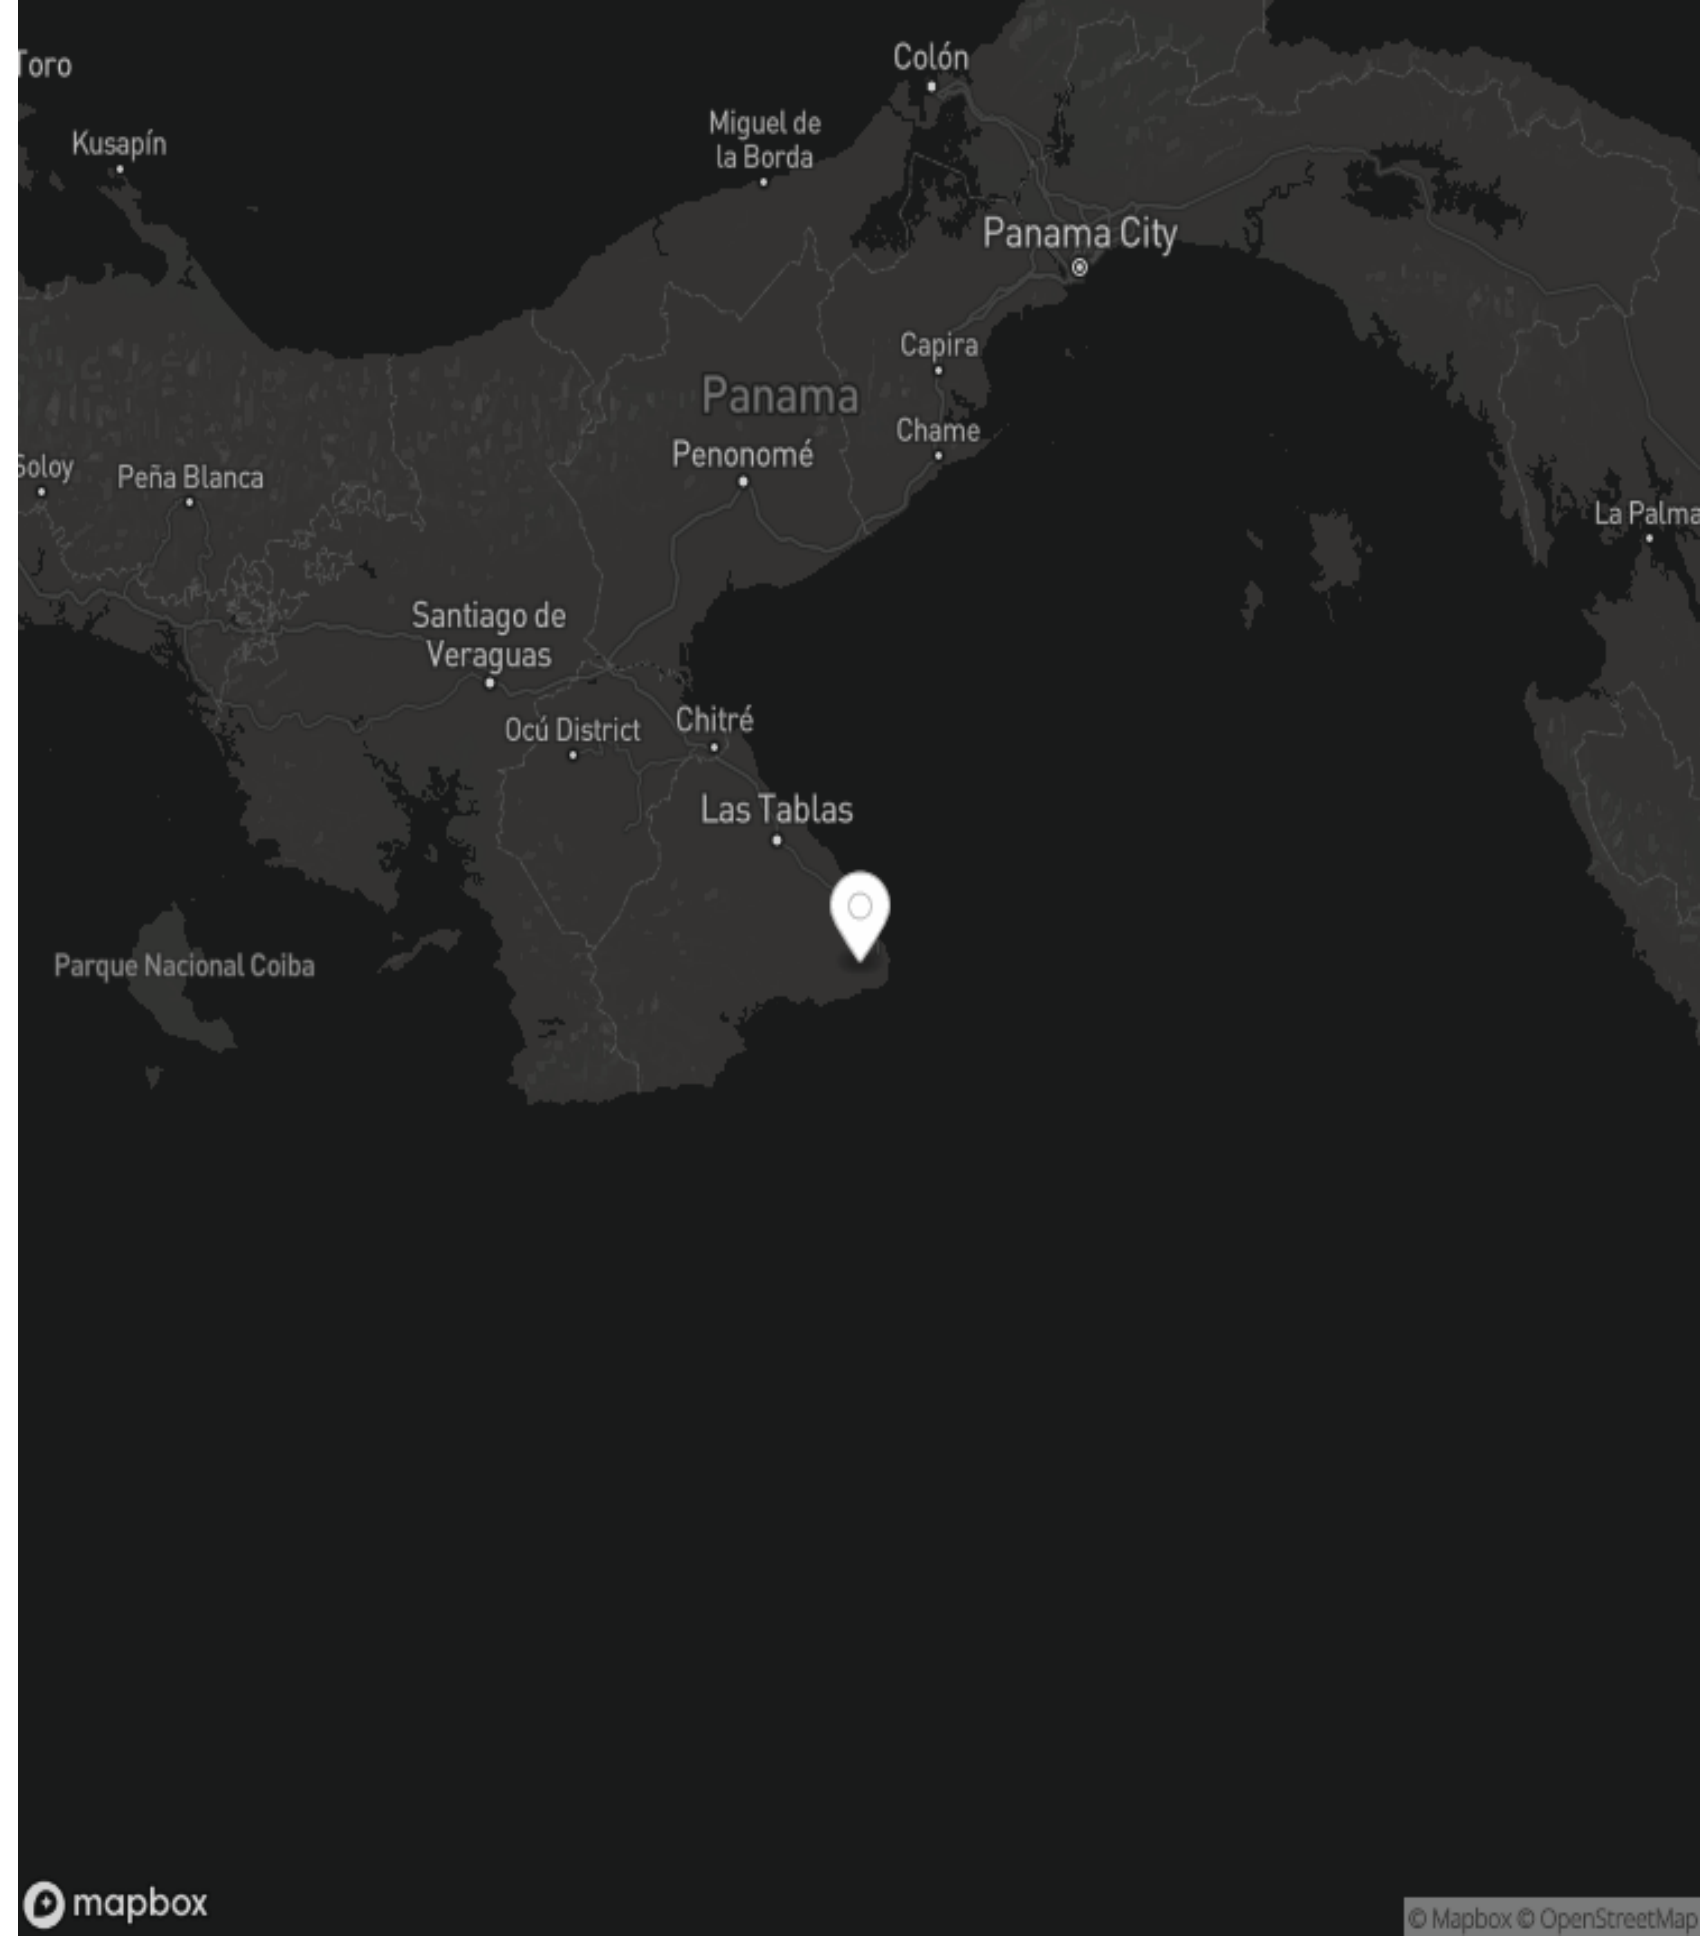 Toro
Colón
Kusapín
Miguel de
la Borda
Panama City
Capira
Panama
Chame
Penonomé
Soloy
Peña Blanca
La Palma
Santiago de
Veraguas
Ocú District
Chitré
Las Tablas
Parque Nacional Coiba
mapbox
© Mapbox © OpenStreetMap